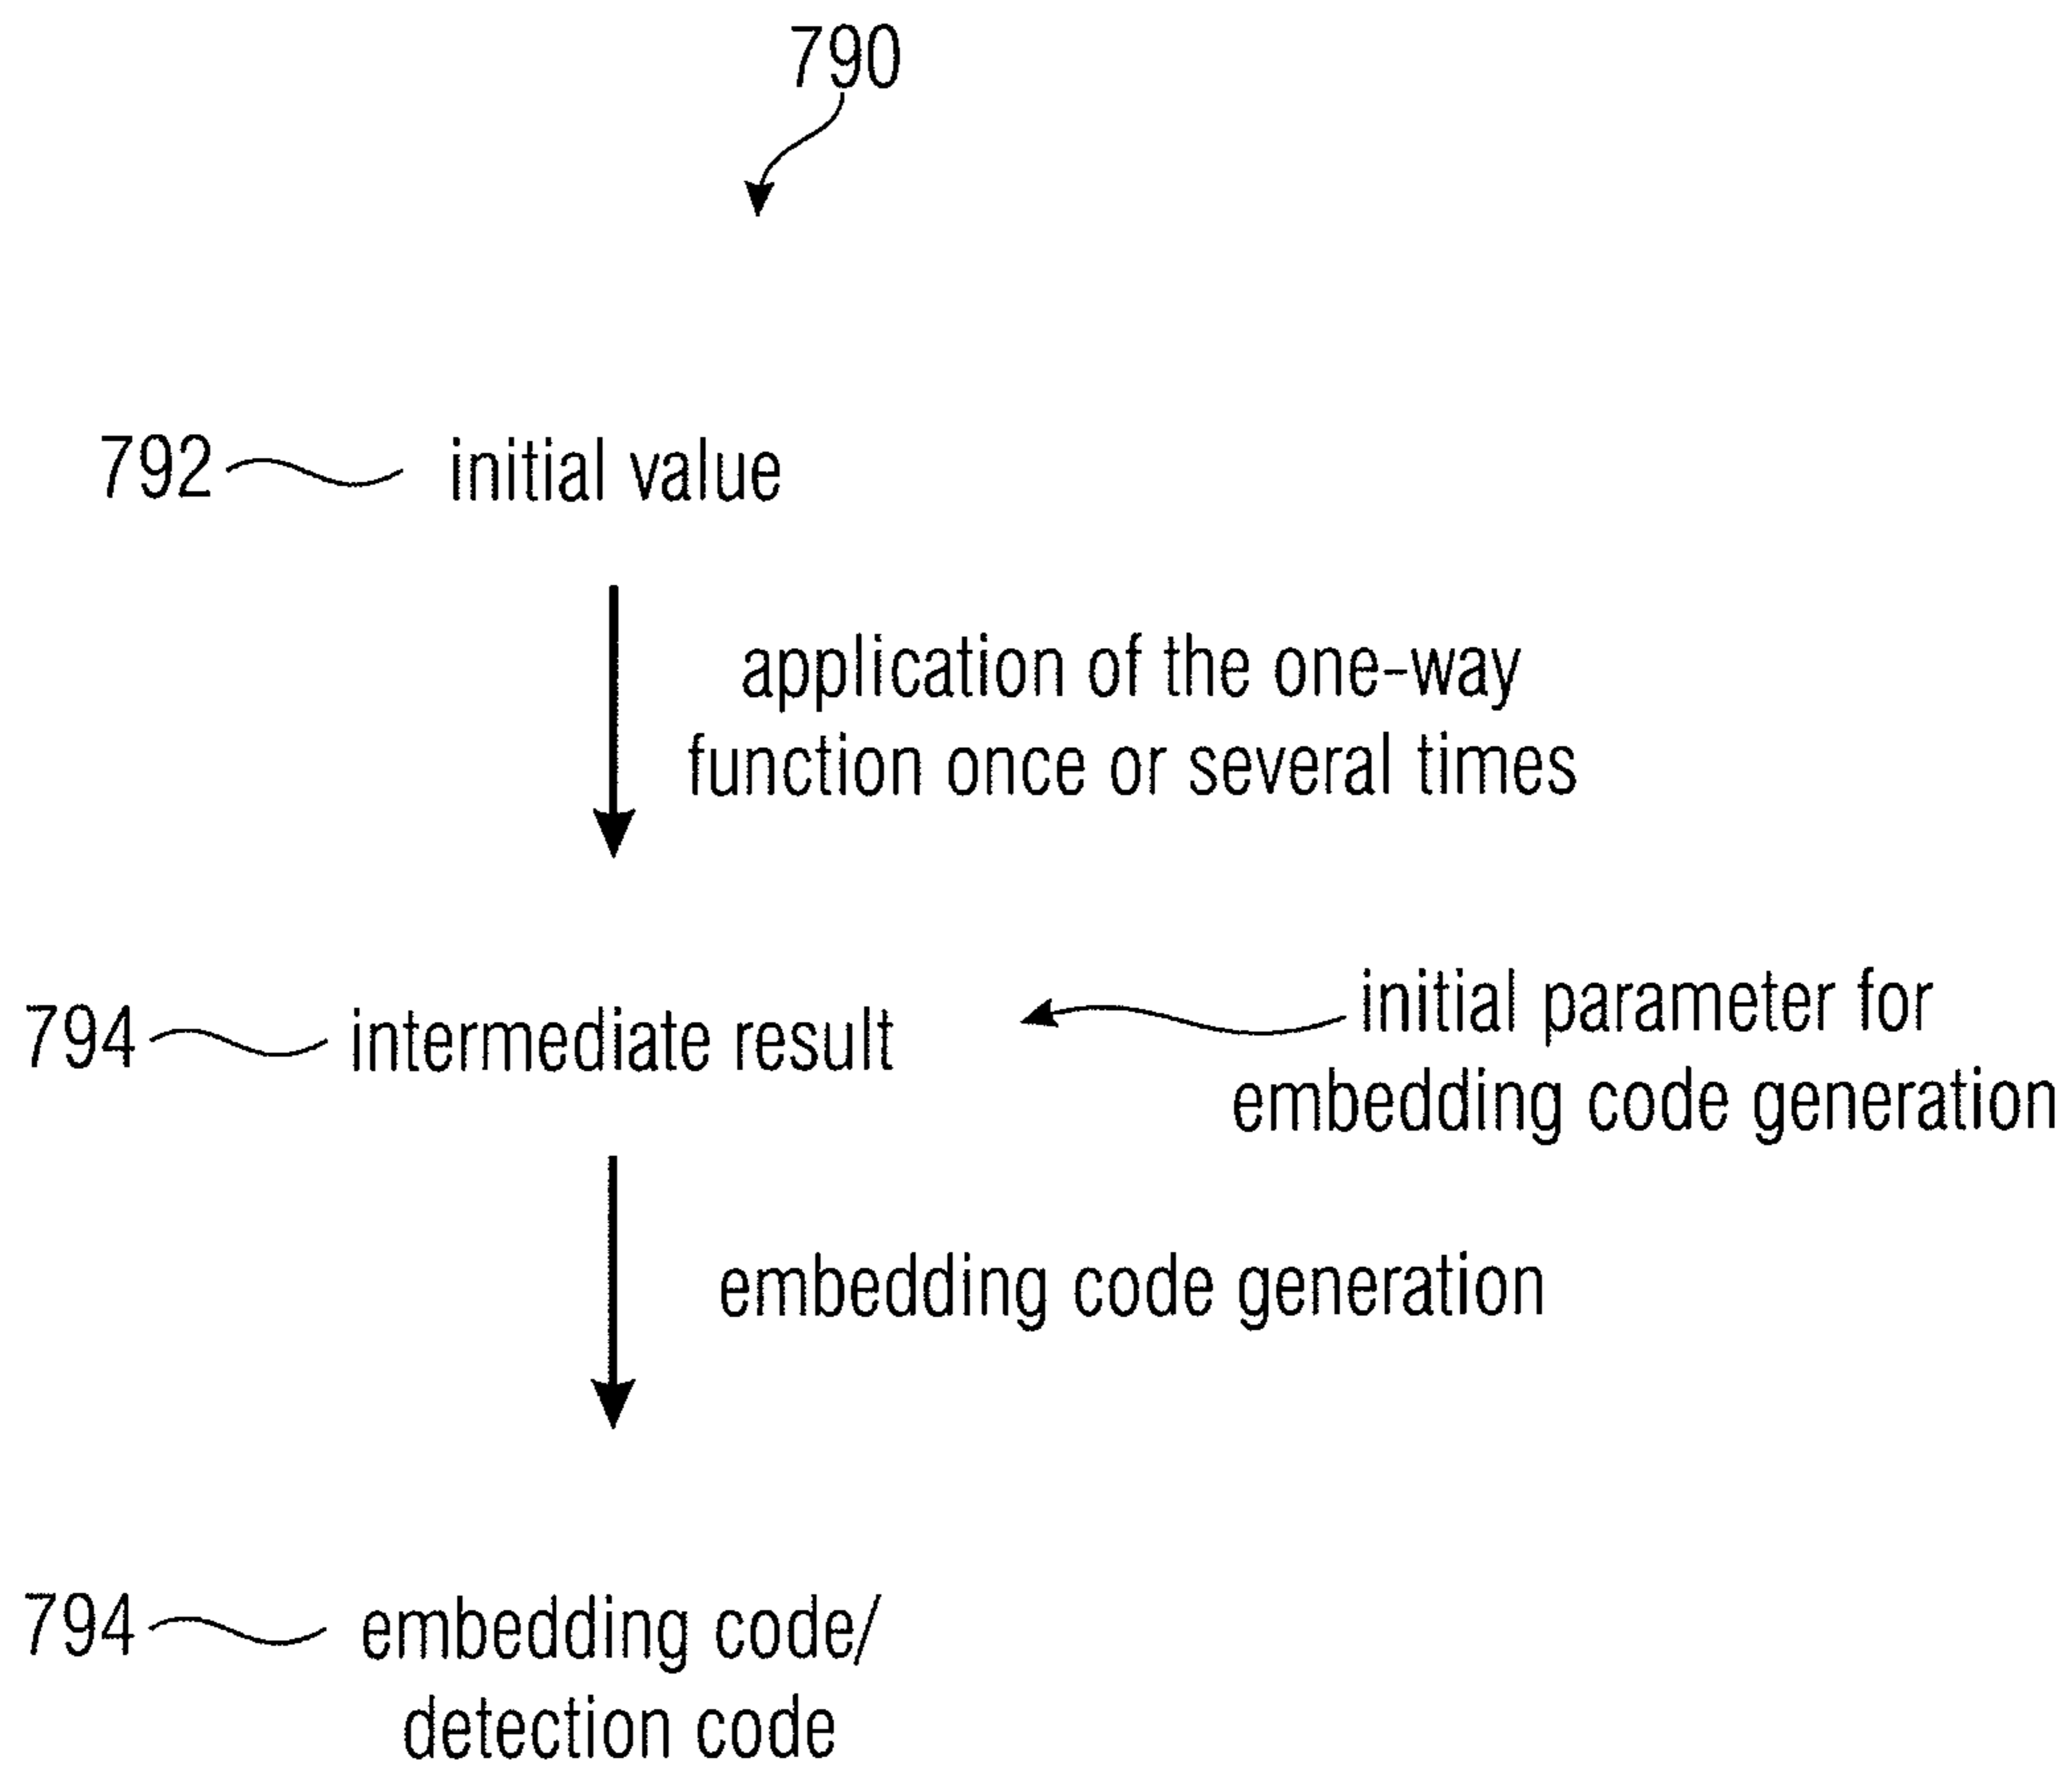 790
792 initial value
application of the one-way
function once or several times
794 intermediate result
initial parameter for
embedding code generation
embedding code generation
794 embedding code/
detection code